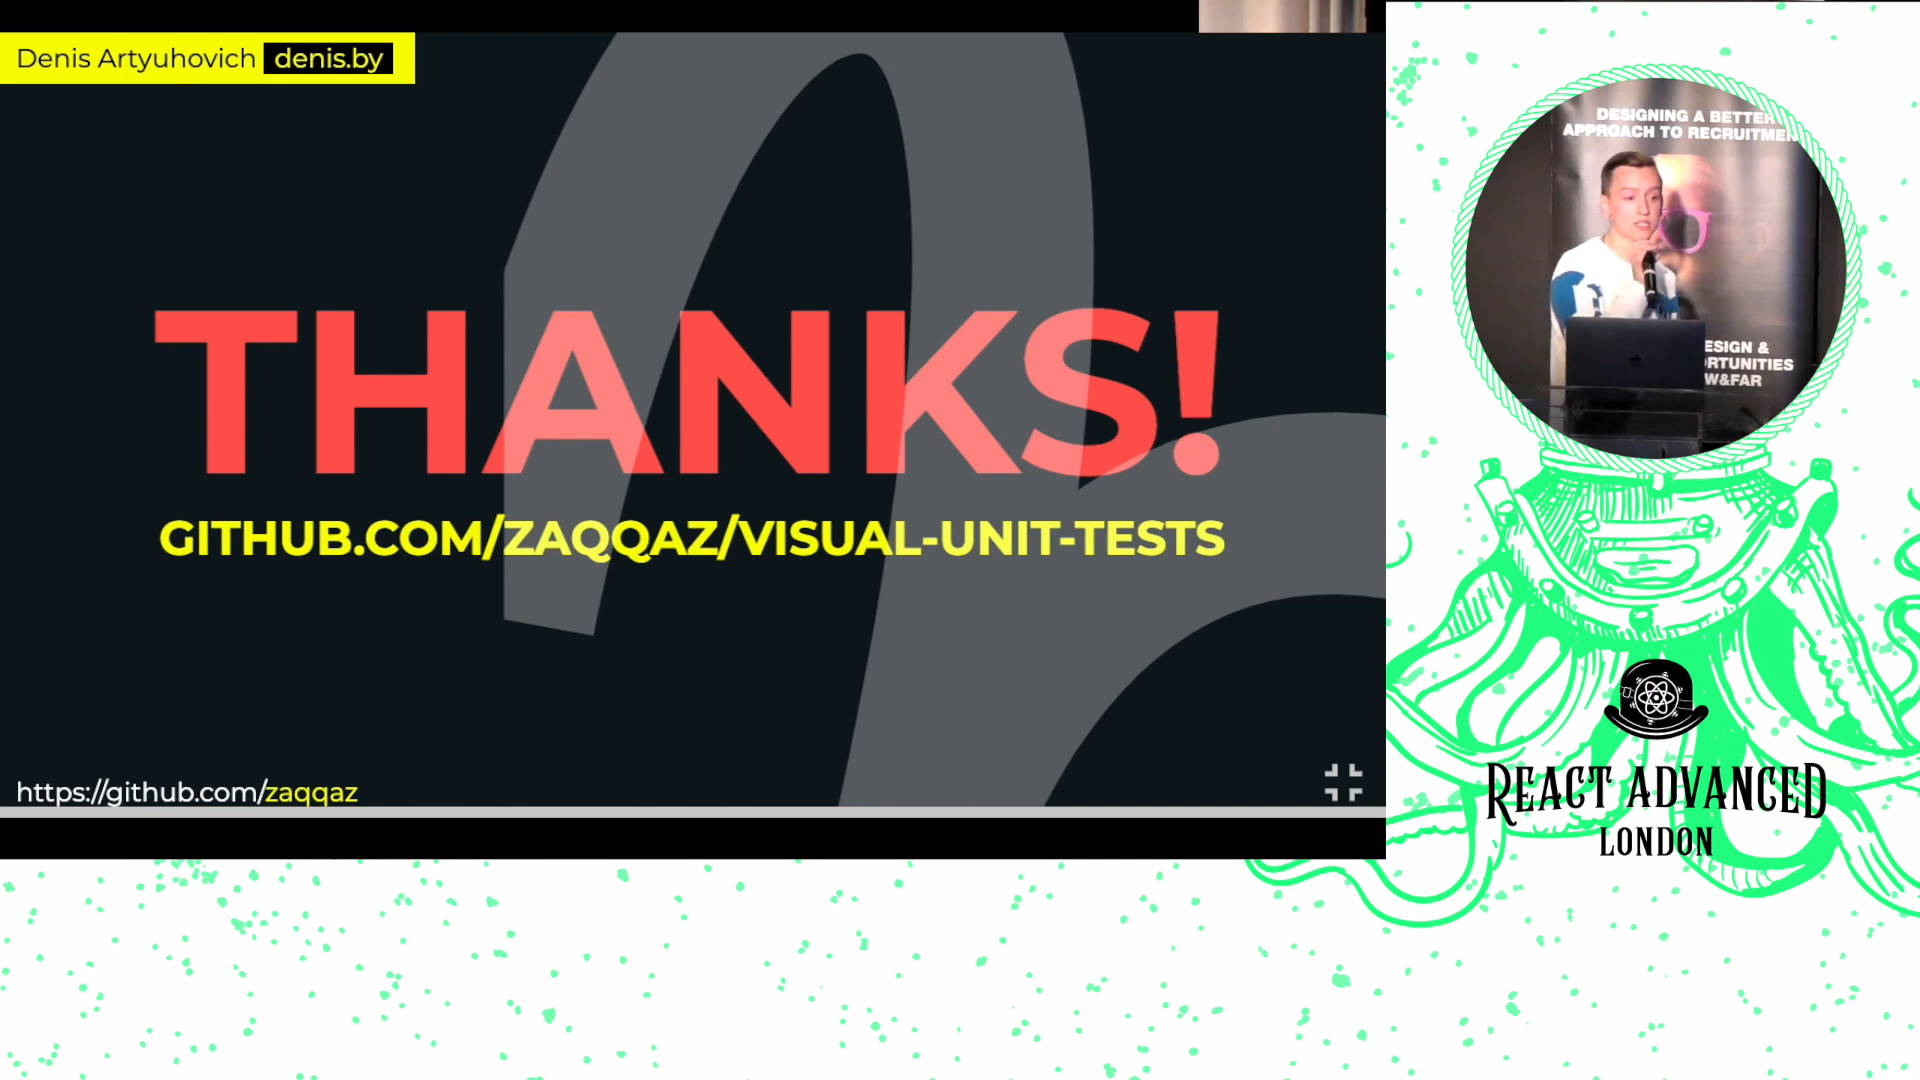 Denis Artyuhovich denis.by
THANKS!
GITHUB.COM/ZAQQAZ/VISUAL-UNIT-TESTS
https://github.com/zaqqaz
DESIGNING A BETTER
APPROACH TO RECRUITMEN
ESIGN &
RTUNITIES
W&FAR
REACT ADVANCED
LONDON